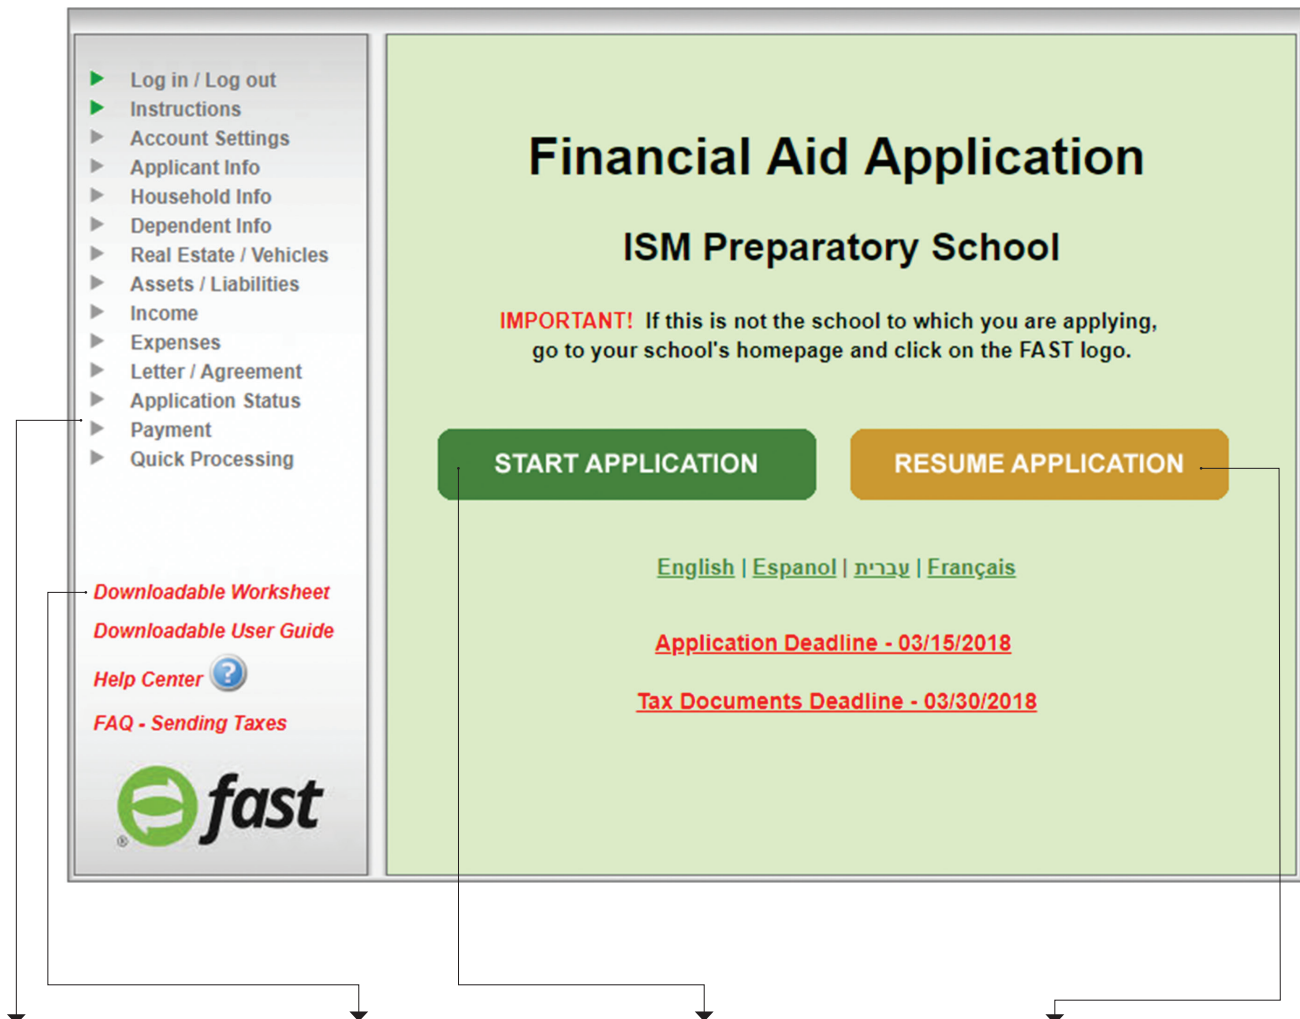 Log in / Log out
Instructions
Account Settings
Applicant Info
Household Info
Dependent Info
Real Estate / Vehicles
Assets / Liabilities
Income
Expenses
Letter / Agreement
Application Status
Payment
Quick Processing
Downloadable Worksheet
Downloadable User Guide
Help Center ?
FAQ - Sending Taxes
fast
®
Financial Aid Application
ISM Preparatory School
IMPORTANT! If this is not the school to which you are applying,
go to your school's homepage and click on the FAST logo.
START APPLICATION
RESUME APPLICATION
English | Espanol | עברית | Français
Application Deadline - 03/15/2018
Tax Documents Deadline - 03/30/2018